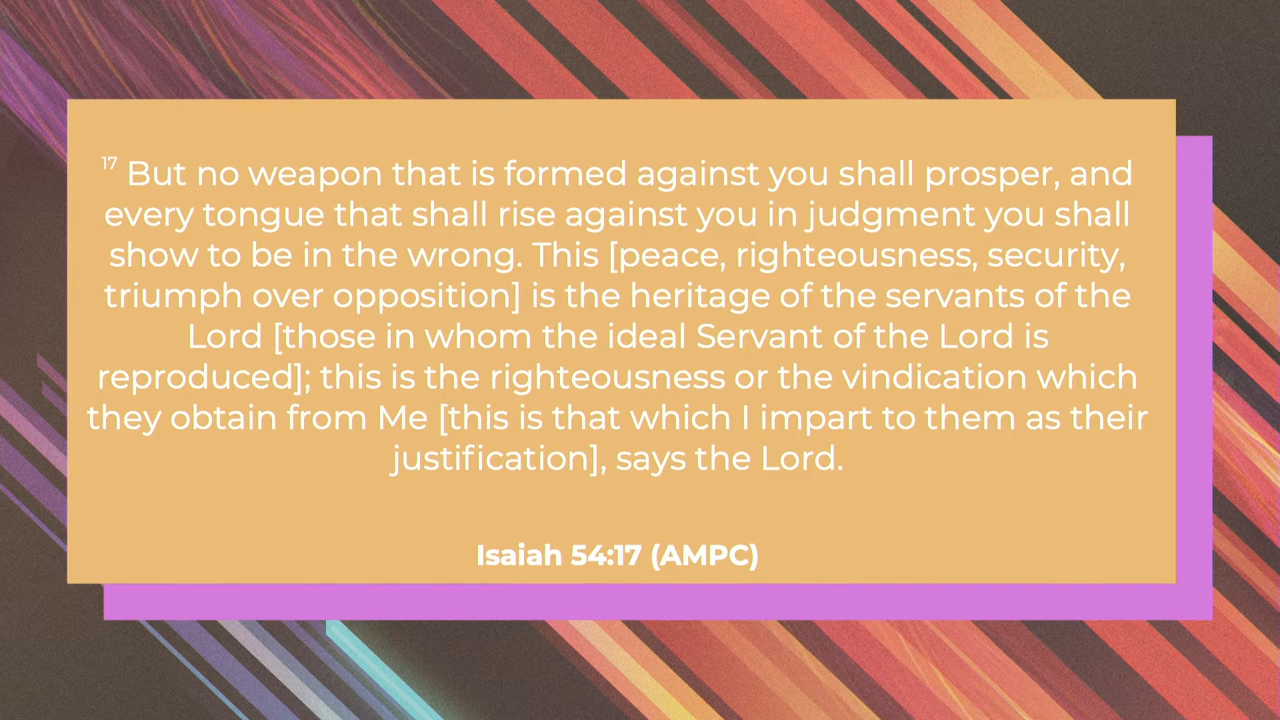 17 But no weapon that is formed against you shall prosper, and
every tongue that shall rise against you in judgment you shall
show to be in the wrong. This [peace, righteousness, security,
triumph over opposition] is the heritage of the servants of the
Lord [those in whom the ideal Servant of the Lord is
reproduced]; this is the righteousness or the vindication which
they obtain from Me [this is that which I impart to them as their
justification], says the Lord.
Isaiah 54:17 (AMPC)